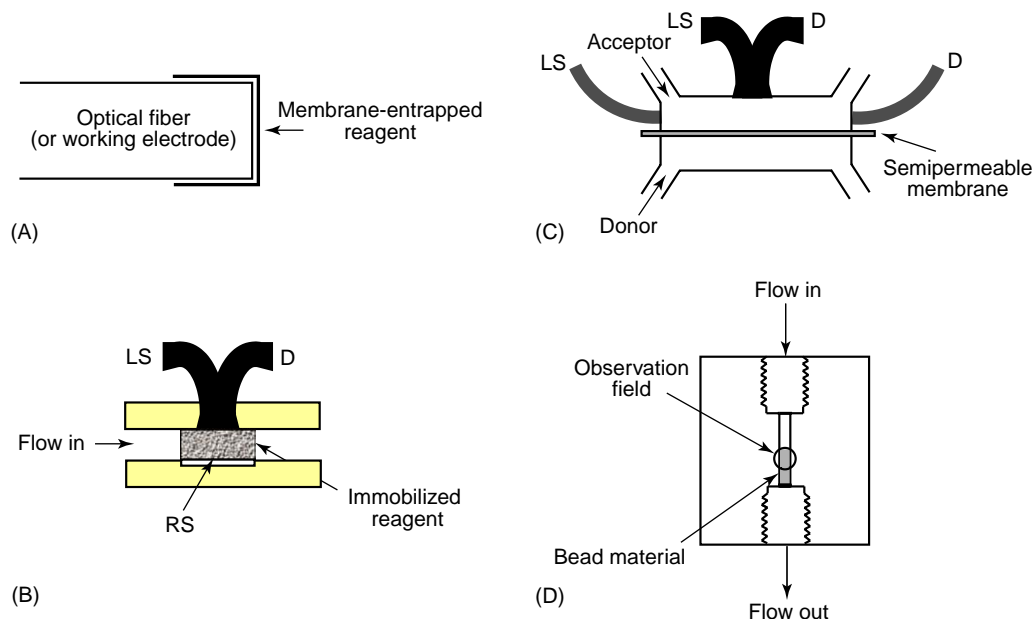 Optical fiber
(or working electrode)
Membrane-entrapped
reagent
(A)
LS
D
Flow in
RS
Immobilized
reagent
(B)
LS
D
Acceptor
LS
D
Semipermeable
membrane
Donor
(C)
Flow in
Observation
field
Bead material
Flow out
(D)